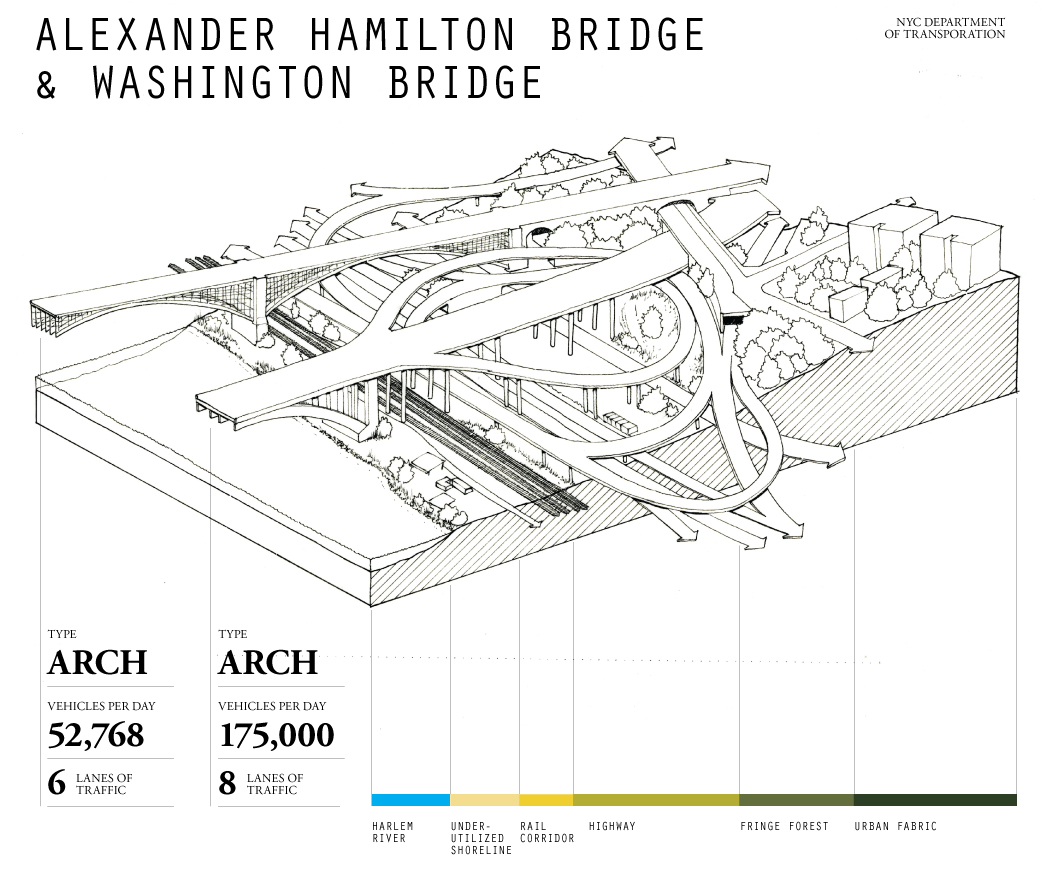 ALEXANDER HAMILTON BRIDGE
& WASHINGTON BRIDGE
NYC DEPARTMENT
OF TRANSPORATION
TYPE
ARCH
VEHICLES PER DAY
52,768
6 LANES OF
TRAFFIC
TYPE
ARCH
VEHICLES PER DAY
175,000
8 LANES OF
TRAFFIC
HARLEM
RIVER
UNDER-
UTILIZED
SHORELINE
RAIL
CORRIDOR
HIGHWAY
FRINGE FOREST
URBAN FABRIC